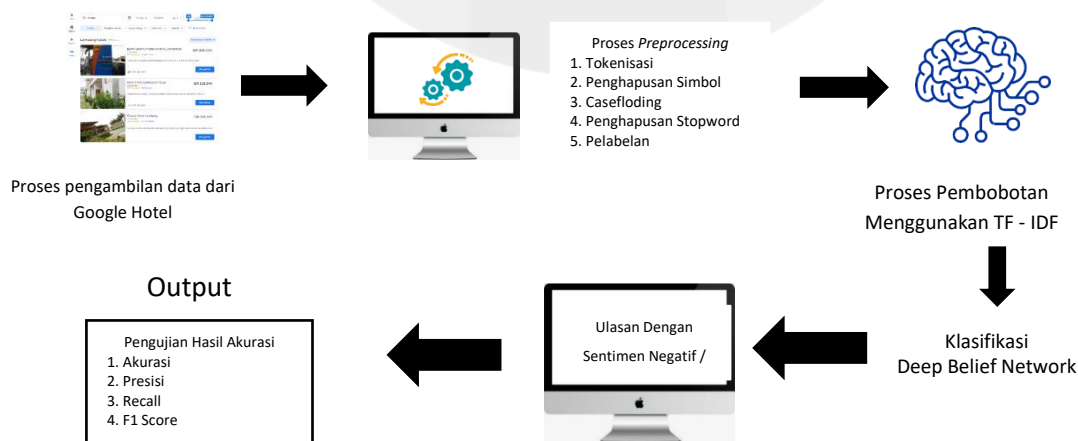 Proses pengambilan data dari
Google Hotel
Proses Preprocessing
1. Tokenisasi
2. Penghapusan Simbol
3. Casefloding
4. Penghapusan Stopword
5. Pelabelan
Proses Pembobotan
Menggunakan TF - IDF
Klasifikasi
Deep Belief Network
Ulasan Dengan
Sentimen Negatif /
Output
Pengujian Hasil Akurasi
1. Akurasi
2. Presisi
3. Recall
4. F1 Score